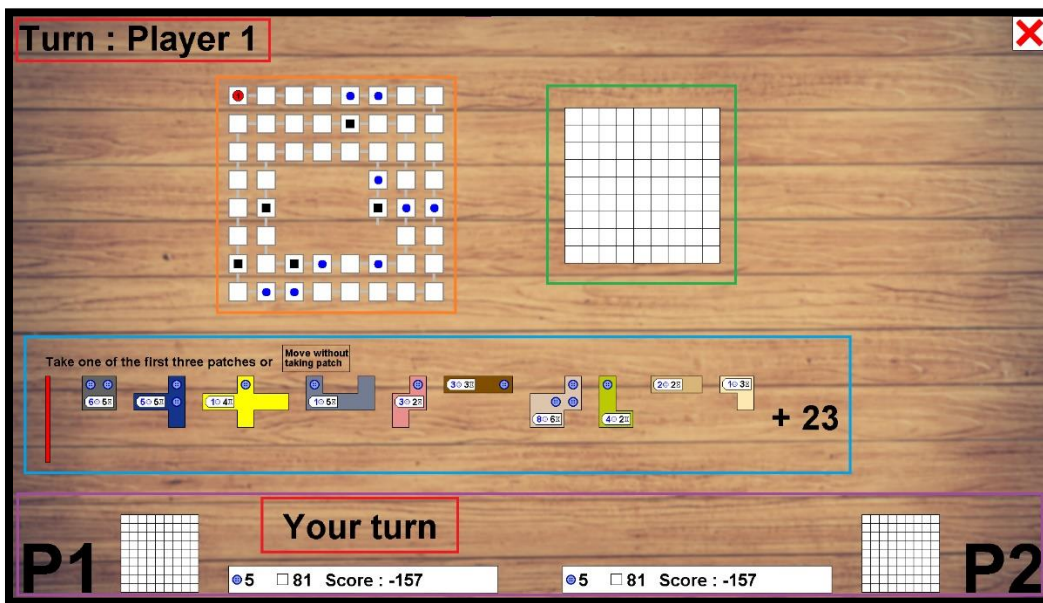 Turn : Player 1
Take one of the first three patches or
Move without
taking patch
6 5
5 5
1 4
1 5
3 2
3 3
8 6
4 2
2 2
1 3
+ 23
Your turn
P1
5 81 Score : -157
5 81 Score : -157
P2